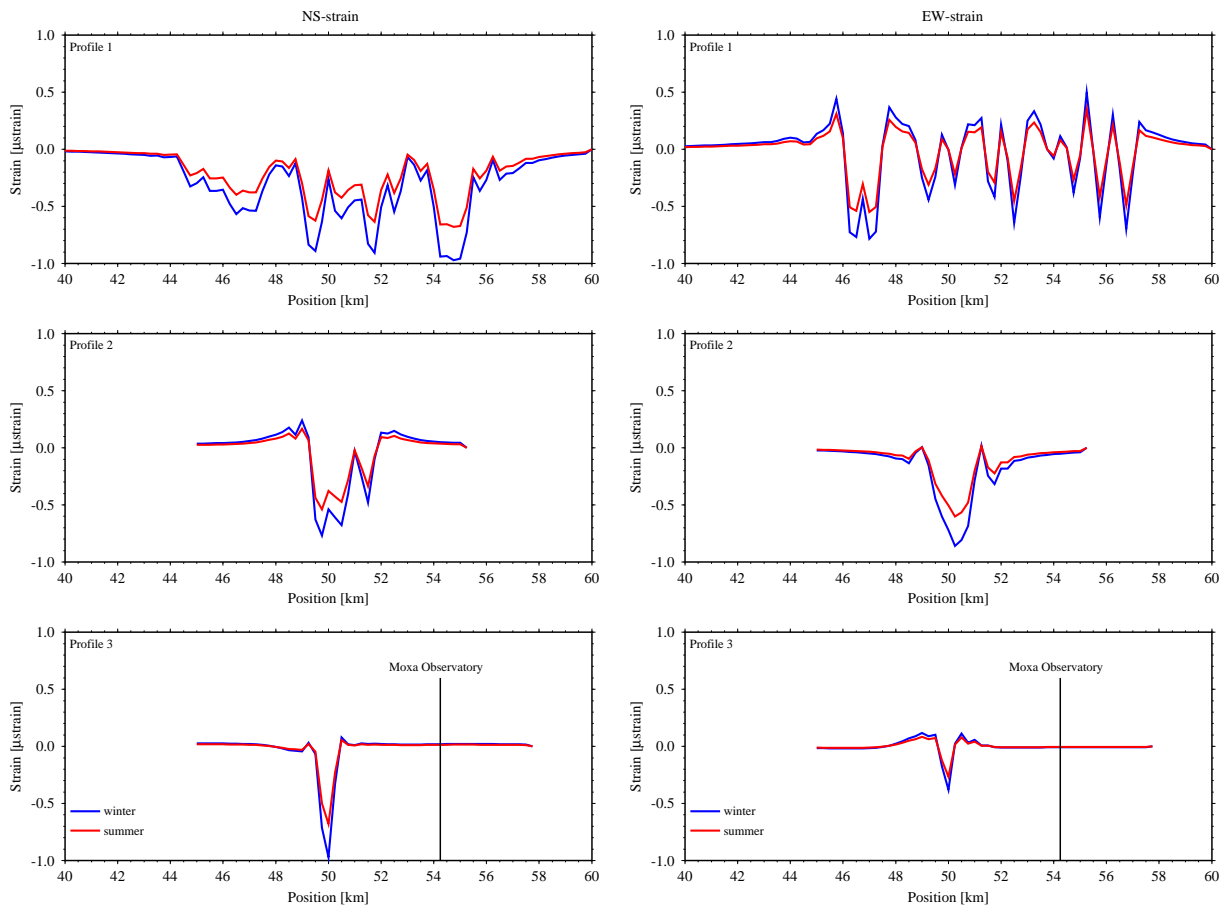 NS-strain
EW-strain
Profile 1
1.0
0.5
0.0
-0.5
-1.0
Strain [µstrain]
40 42 44 46 48 50 52 54 56 58 60
Position [km]
Profile 1
1.0
0.5
0.0
-0.5
-1.0
Strain [µstrain]
40 42 44 46 48 50 52 54 56 58 60
Position [km]
Profile 2
1.0
0.5
0.0
-0.5
-1.0
Strain [µstrain]
40 42 44 46 48 50 52 54 56 58 60
Position [km]
Profile 2
1.0
0.5
0.0
-0.5
-1.0
Strain [µstrain]
40 42 44 46 48 50 52 54 56 58 60
Position [km]
Profile 3
Moxa Observatory
1.0
0.5
0.0
-0.5
-1.0
Strain [µstrain]
winter
summer
40 42 44 46 48 50 52 54 56 58 60
Position [km]
Profile 3
Moxa Observatory
1.0
0.5
0.0
-0.5
-1.0
Strain [µstrain]
winter
summer
40 42 44 46 48 50 52 54 56 58 60
Position [km]